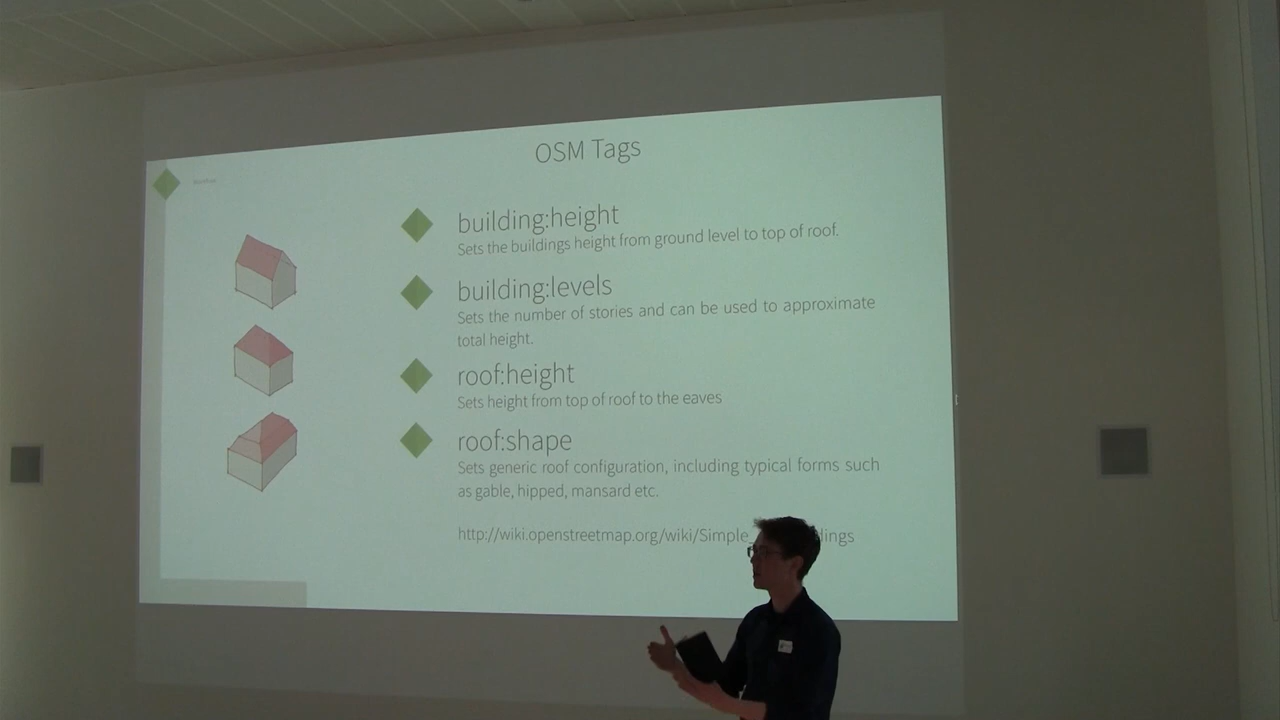 OSM Tags
building:height
Sets the buildings height from ground level to top of roof.
building:levels
Sets the number of stories and can be used to approximate
total height.
roof:height
Sets height from top of roof to the eaves
roof:shape
Sets generic roof configuration, including typical forms such
as gable, hipped, mansard etc.
http://wiki.openstreetmap.org/wiki/Simple_